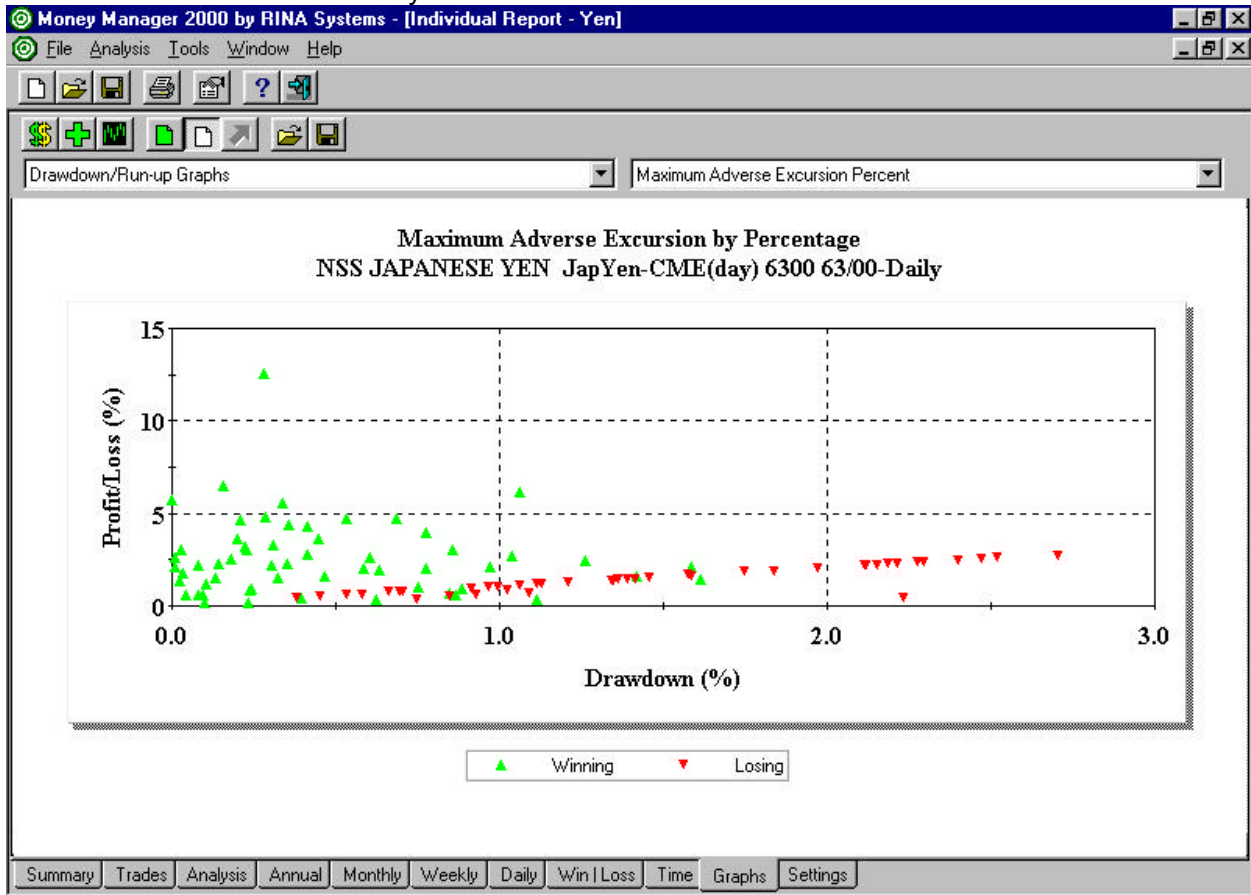 Money Manager 2000 by RINA Systems - [Individual Report - Yen]
File Analysis Tools Window Help
Drawdown/Run-up Graphs Maximum Adverse Excursion Percent
Maximum Adverse Excursion by Percentage
NSS JAPANESE YEN JapYen-CME(day) 6300 63/00-Daily
15
10
5
0
Profit/Loss (%)
0.0 1.0 2.0 3.0
Drawdown (%)
Winning Losing
Summary Trades Analysis Annual Monthly Weekly Daily Win | Loss Time Graphs Settings